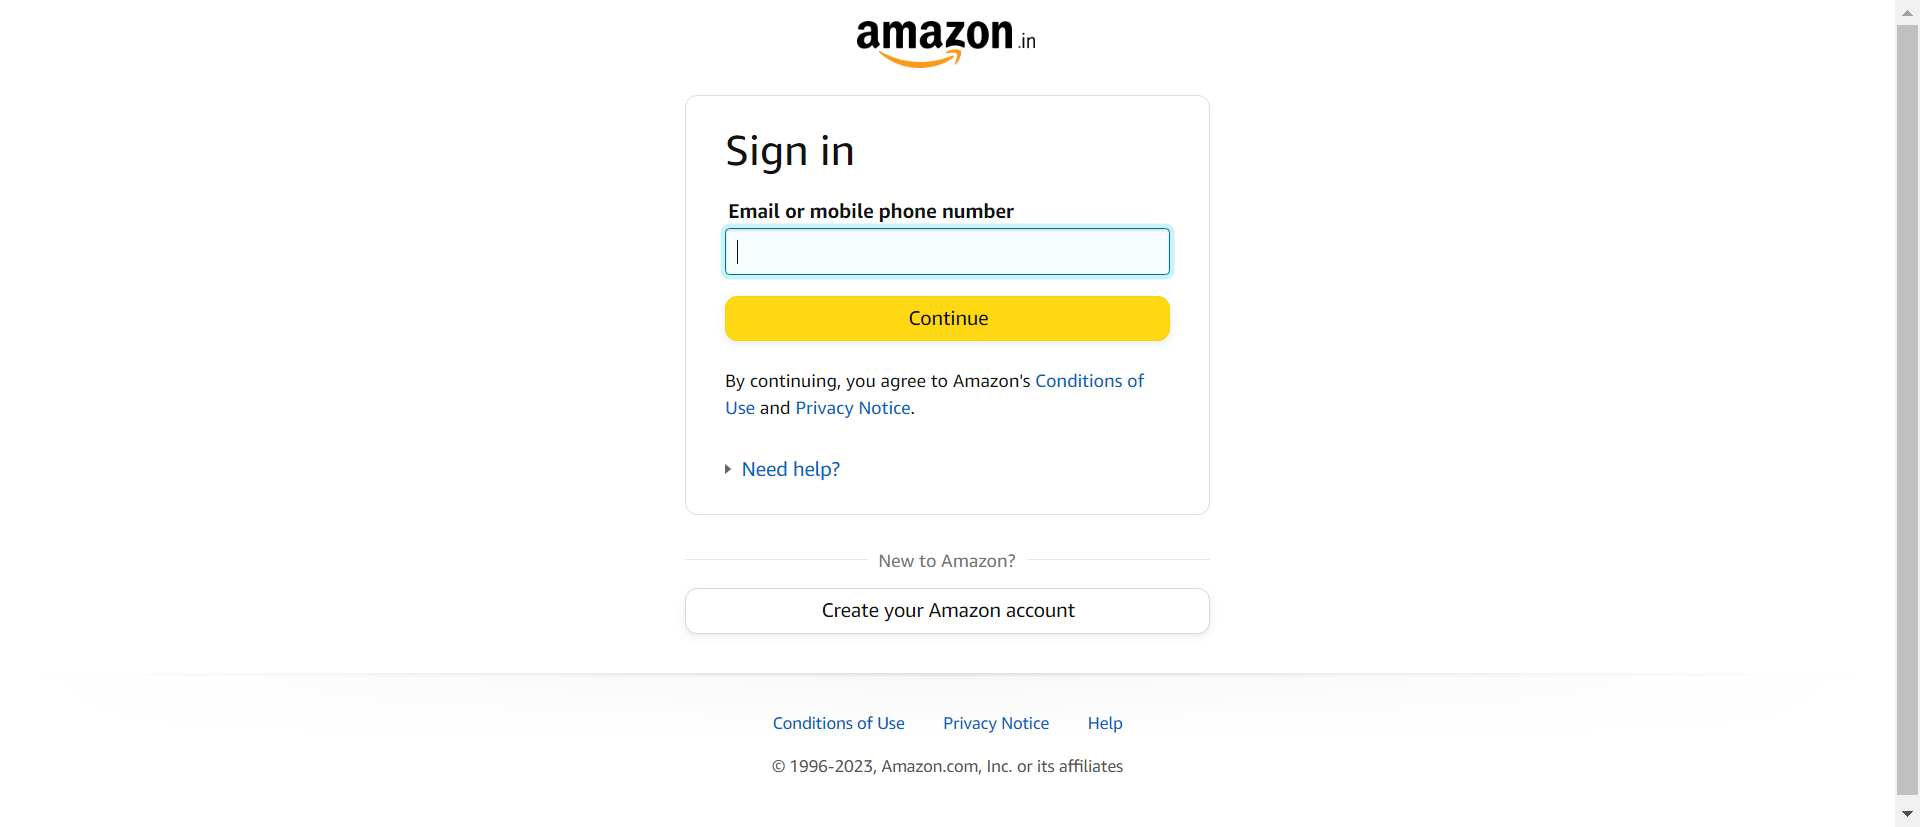 amazon.in
Sign in
Email or mobile phone number
Continue
By continuing, you agree to Amazon's Conditions of
Use and Privacy Notice.
Need help?
New to Amazon?
Create your Amazon account
Conditions of Use Privacy Notice Help
© 1996-2023, Amazon.com, Inc. or its affiliates